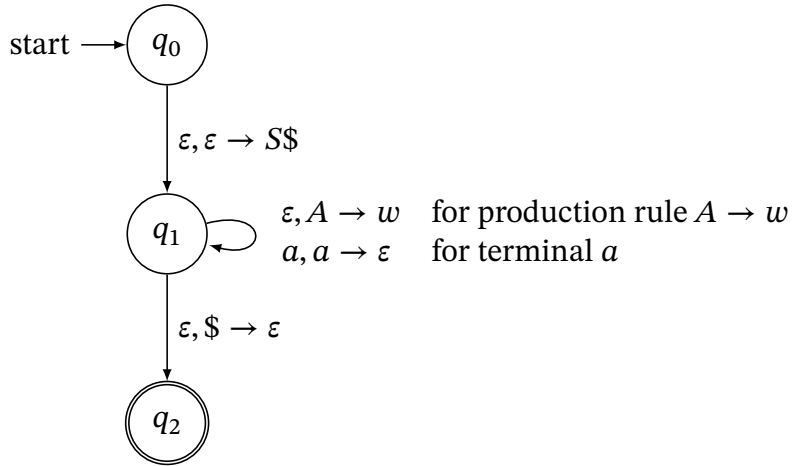 start
q₀
ε, ε → S$
q₁
ε, A → w for production rule A → w
a, a → ε for terminal a
ε, $ → ε
q₂